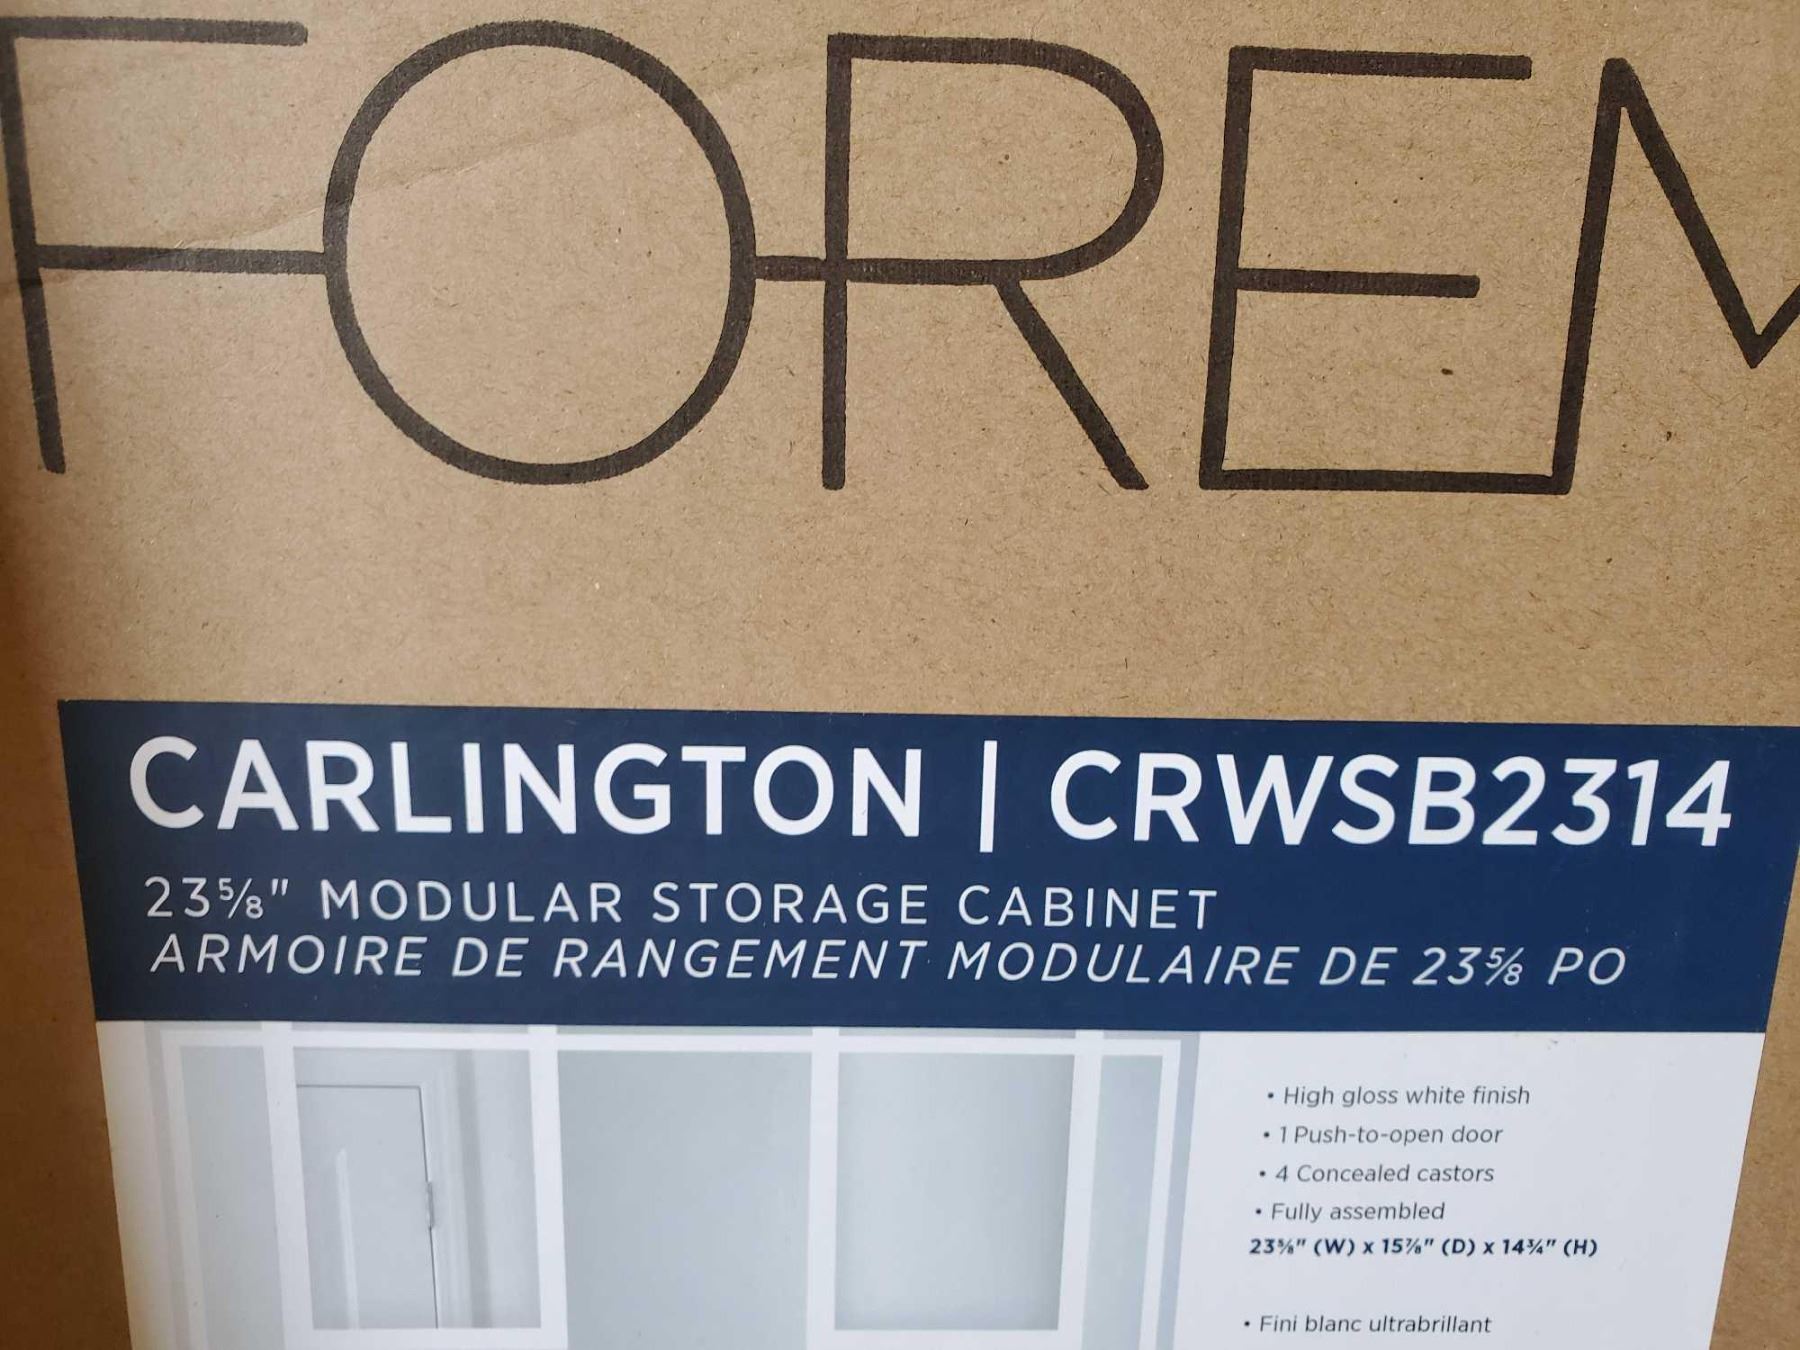 FOREM
CARLINGTON | CRWSB2314
23⅝" MODULAR STORAGE CABINET
ARMOIRE DE RANGEMENT MODULAIRE DE 23⅝ PO
• High gloss white finish
• 1 Push-to-open door
• 4 Concealed castors
• Fully assembled
23⅝" (W) x 15⅞" (D) x 14¾" (H)
• Fini blanc ultrabrillant